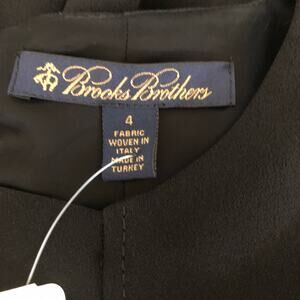 Brooks Brothers
4
FABRIC
WOVEN IN
ITALY
MADE IN
TURKEY